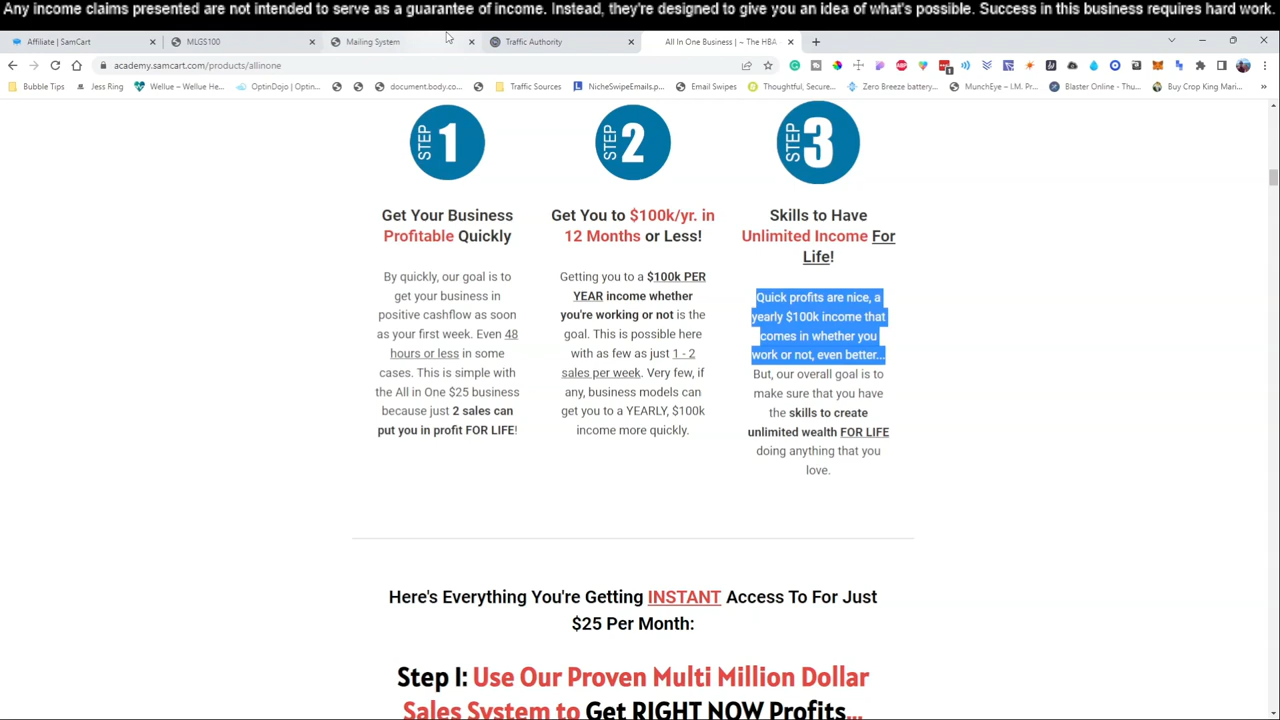 Any income claims presented are not intended to serve as a guarantee of income. Instead, they're designed to give you an idea of what's possible. Success in this business requires hard work.
Affiliate | SamCart
MLGS100
Mailing System
Traffic Authority
All In One Business | ~ The HBA
academy.samcart.com/products/allinone
Bubble Tips
Jess Ring
Wellue – Wellue He...
OptinDojo | Optin...
document.body.co...
Traffic Sources
NicheSwipeEmails.p...
Email Swipes
Thoughtful, Secure...
Zero Breeze battery...
MunchEye – I.M. Pr...
Blaster Online - Thu...
Buy Crop King Mari...
STEP 1
STEP 2
STEP 3
Get Your Business
Profitable Quickly
By quickly, our goal is to
get your business in
positive cashflow as soon
as your first week. Even 48
hours or less in some
cases. This is simple with
the All in One $25 business
because just 2 sales can
put you in profit FOR LIFE!
Get You to $100k/yr. in
12 Months or Less!
Getting you to a $100k PER
YEAR income whether
you're working or not is the
goal. This is possible here
with as few as just 1 - 2
sales per week. Very few, if
any, business models can
get you to a YEARLY, $100k
income more quickly.
Skills to Have
Unlimited Income For
Life!
Quick profits are nice, a
yearly $100k income that
comes in whether you
work or not, even better...
But, our overall goal is to
make sure that you have
the skills to create
unlimited wealth FOR LIFE
doing anything that you
love.
Here's Everything You're Getting INSTANT Access To For Just
$25 Per Month:
Step I: Use Our Proven Multi Million Dollar
Sales System to Get RIGHT NOW Profits...